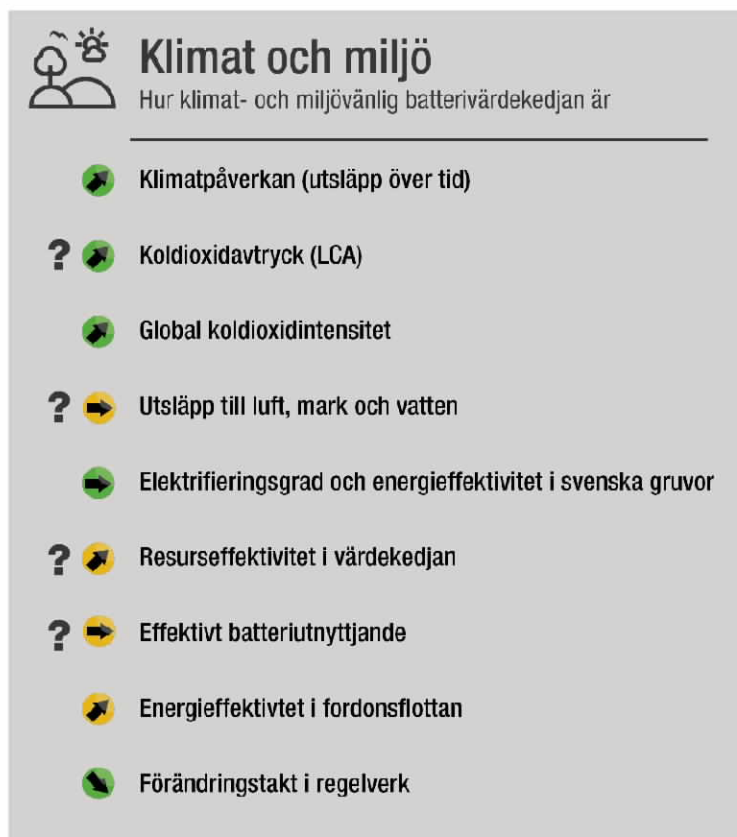 Klimat och miljö
Hur klimat- och miljövänlig batterivärdekedjan är
Klimatpåverkan (utsläpp över tid)
? Koldioxidavtryck (LCA)
Global koldioxidintensitet
? Utsläpp till luft, mark och vatten
Elektrifieringsgrad och energieffektivitet i svenska gruvor
? Resurseffektivitet i värdekedjan
? Effektivt batteriutnyttjande
Energieffektivtet i fordonsflottan
Förändringstakt i regelverk